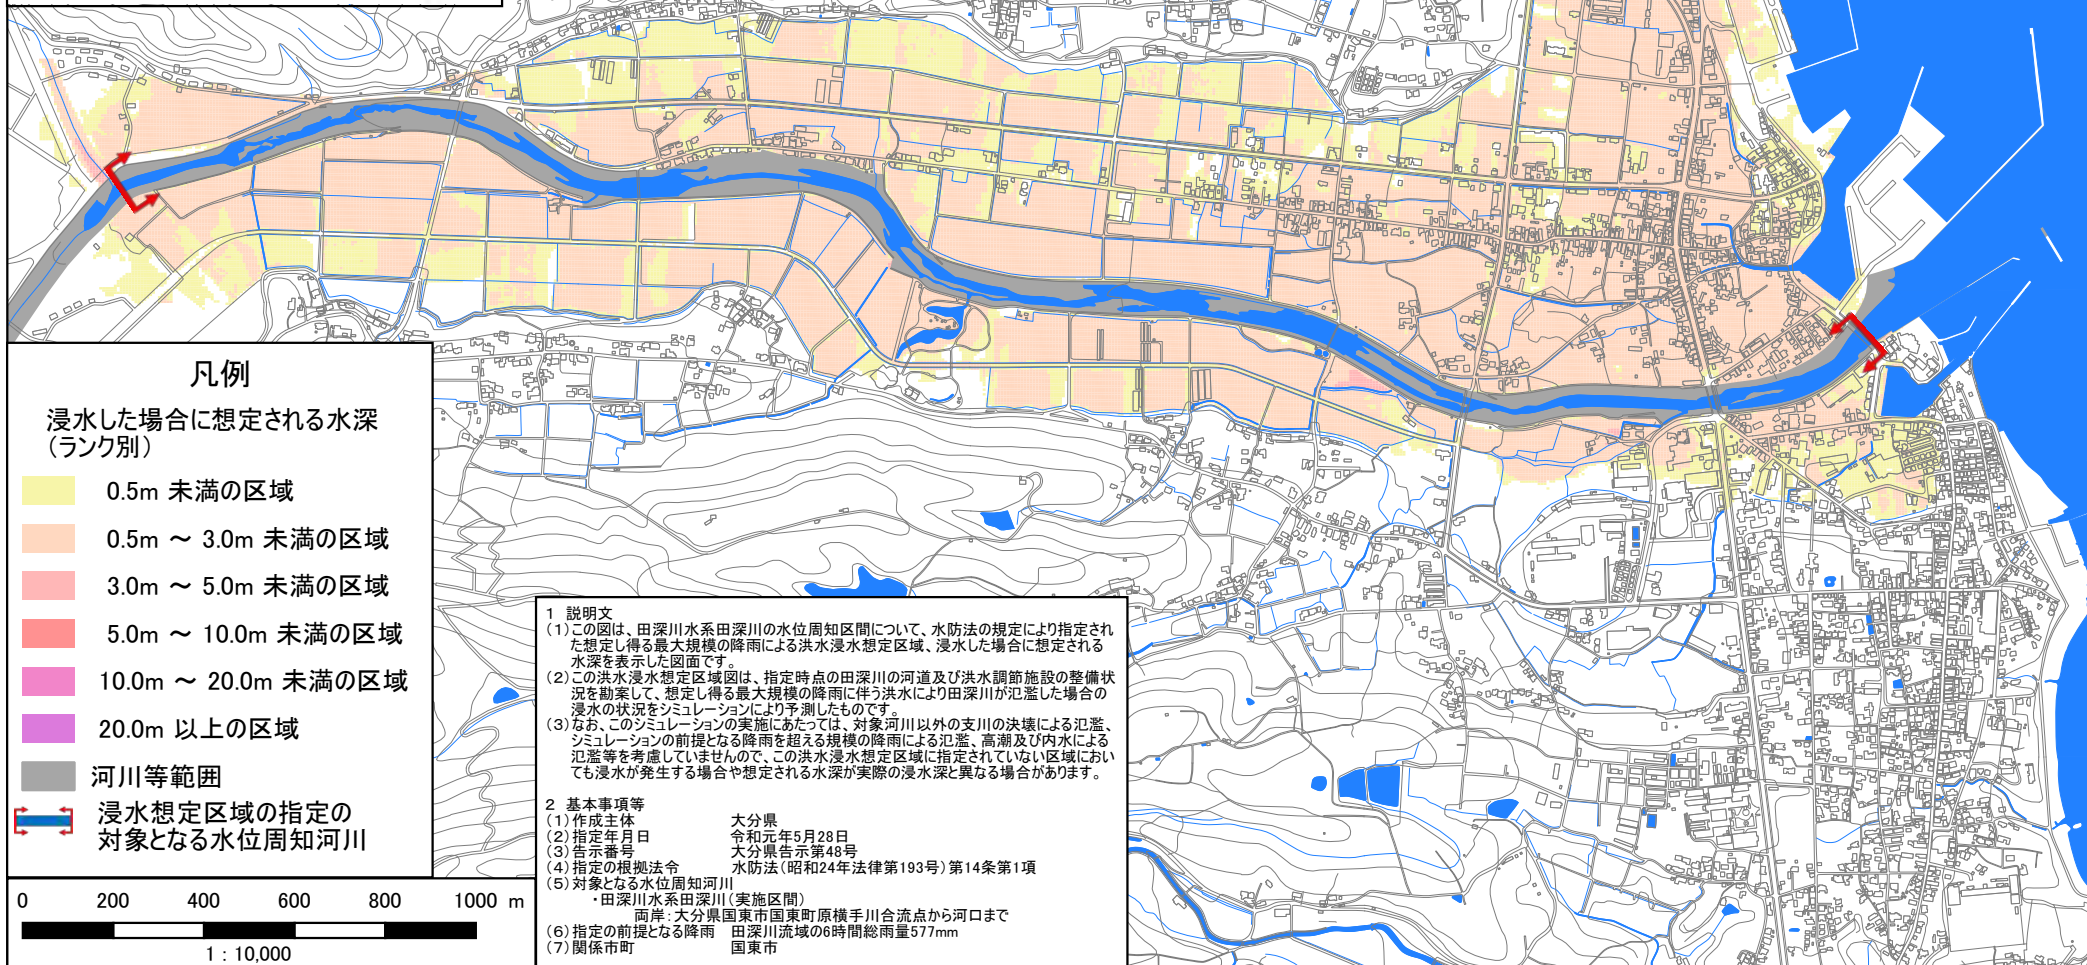 凡例
浸水した場合に想定される水深
（ランク別）
0.5m 未満の区域
0.5m ～ 3.0m 未満の区域
3.0m ～ 5.0m 未満の区域
5.0m ～ 10.0m 未満の区域
10.0m ～ 20.0m 未満の区域
20.0m 以上の区域
河川等範囲
浸水想定区域の指定の
対象となる水位周知河川
0 200 400 600 800 1000 m
1 : 10,000
1 説明文
(1)この図は、田深川水系田深川の水位周知区間について、水防法の規定により指定され
た想定し得る最大規模の降雨による洪水浸水想定区域、浸水した場合に想定される
水深を表示した図面です。
(2)この洪水浸水想定区域図は、指定時点の田深川の河道及び洪水調節施設の整備状
況を勘案して、想定し得る最大規模の降雨に伴う洪水により田深川が氾濫した場合の
浸水の状況をシミュレーションにより予測したものです。
(3)なお、このシミュレーションの実施にあたっては、対象河川以外の支川の決壊による氾濫、
シミュレーションの前提となる降雨を超える規模の降雨による氾濫、高潮及び内水による
氾濫等を考慮していませんので、この洪水浸水想定区域に指定されていない区域におい
ても浸水が発生する場合や想定される水深が実際の浸水深と異なる場合があります。
2 基本事項等
(1)作成主体 大分県
(2)指定年月日 令和元年5月28日
(3)告示番号 大分県告示第48号
(4)指定の根拠法令 水防法(昭和24年法律第193号)第14条第1項
(5)対象となる水位周知河川
・田深川水系田深川(実施区間)
両岸:大分県国東市国東町原横手川合流点から河口まで
(6)指定の前提となる降雨 田深川流域の6時間総雨量577mm
(7)関係市町 国東市